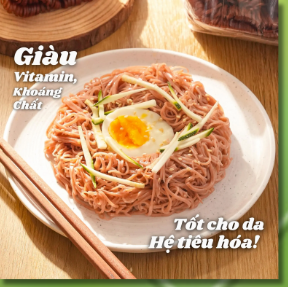 Giàu
Vitamin,
Khoáng
Chất
Tốt cho da
Hệ tiêu hóa!